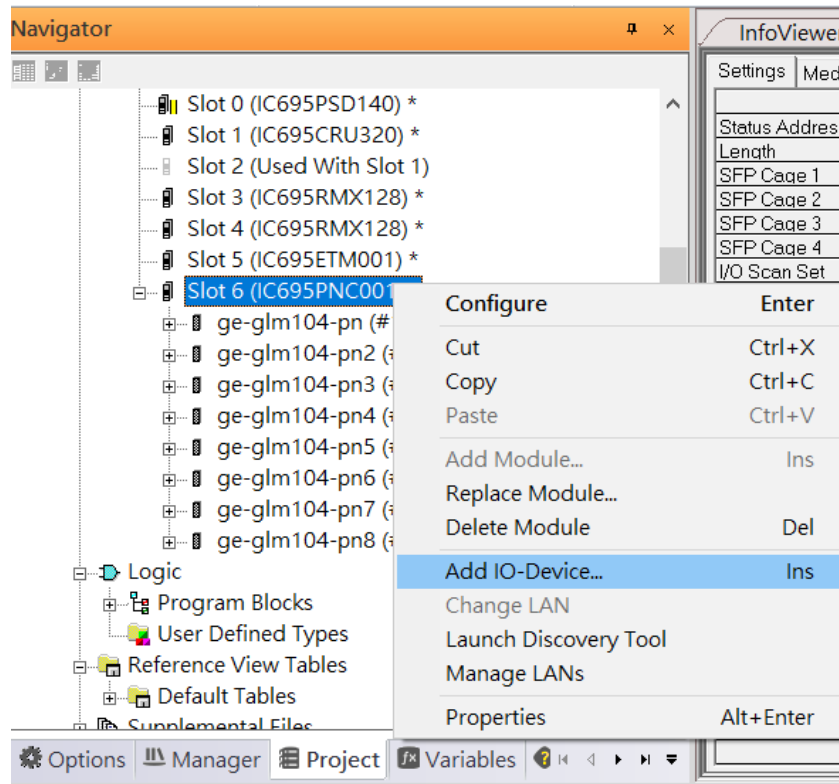 Navigator
InfoViewer
Settings
Med
Slot 0 (IC695PSD140) *
Slot 1 (IC695CRU320) *
Slot 2 (Used With Slot 1)
Slot 3 (IC695RMX128) *
Slot 4 (IC695RMX128) *
Slot 5 (IC695ETM001) *
Slot 6 (IC695PNC001
ge-glm104-pn (#
ge-glm104-pn2 (#
ge-glm104-pn3 (#
ge-glm104-pn4 (#
ge-glm104-pn5 (#
ge-glm104-pn6 (#
ge-glm104-pn7 (#
ge-glm104-pn8 (#
Logic
Program Blocks
User Defined Types
Reference View Tables
Default Tables
Supplemental Files
Status Addres
Length
SFP Cage 1
SFP Cage 2
SFP Cage 3
SFP Cage 4
I/O Scan Set
Configure Enter
Cut Ctrl+X
Copy Ctrl+C
Paste Ctrl+V
Add Module... Ins
Replace Module...
Delete Module Del
Add IO-Device... Ins
Change LAN
Launch Discovery Tool
Manage LANs
Properties Alt+Enter
Options Manager Project Variables